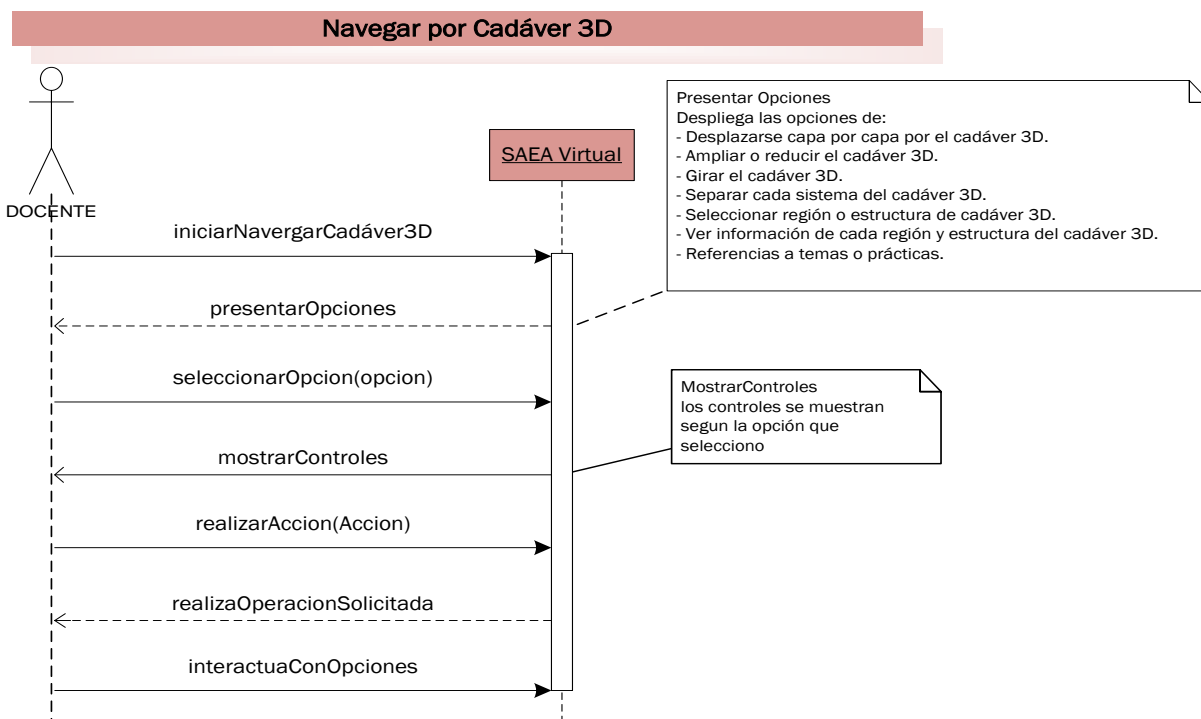 Navegar por Cadáver 3D
Presentar Opciones
Despliega las opciones de:
- Desplazarse capa por capa por el cadáver 3D.
- Ampliar o reducir el cadáver 3D.
- Girar el cadáver 3D.
- Separar cada sistema del cadáver 3D.
- Seleccionar región o estructura de cadáver 3D.
- Ver información de cada región y estructura del cadáver 3D.
- Referencias a temas o prácticas.
SAEA Virtual
DOCENTE
iniciarNavergarCadáver3D
presentarOpciones
seleccionarOpcion(opcion)
MostrarControles
los controles se muestran
segun la opción que
selecciono
mostrarControles
realizarAccion(Accion)
realizaOperacionSolicitada
interactuaConOpciones